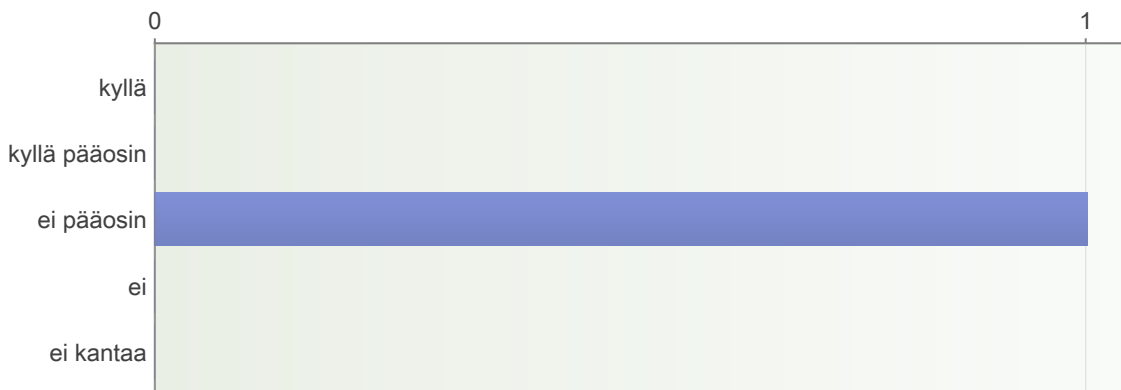 0 1
kyllä
kyllä pääosin
ei pääosin
ei
ei kantaa